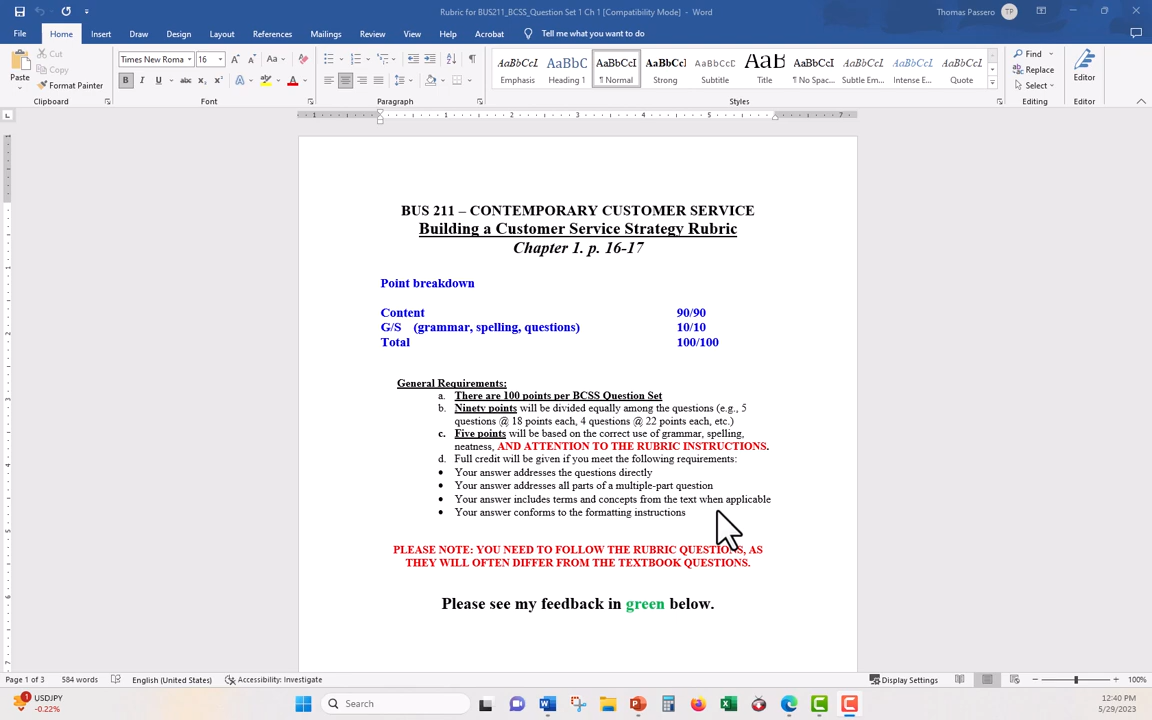 Rubric for BUS211_BCSS_Question Set 1 Ch 1 [Compatibility Mode] - Word
Thomas Passero TP
File Home Insert Draw Design Layout References Mailings Review View Help Acrobat Tell me what you want to do
Paste
Cut
Copy
Format Painter
Clipboard
Times New Roma 16
Font
Paragraph
AaBbCcI AaBbC AaBbCcI AaBbCcI AaBbCcI AaB AaBbCcI AaBbCcI AaBbCcI AaBbCcI
Emphasis Heading 1 ¶ Normal Strong Subtitle Title ¶ No Spac... Subtle Em... Intense E... Quote
Styles
Find
Replace
Select
Editing
Editor
Editor
BUS 211 – CONTEMPORARY CUSTOMER SERVICE
Building a Customer Service Strategy Rubric
Chapter 1. p. 16-17
Point breakdown
Content 90/90
G/S (grammar, spelling, questions) 10/10
Total 100/100
General Requirements:
a. There are 100 points per BCSS Question Set
b. Ninety points will be divided equally among the questions (e.g., 5
questions @ 18 points each, 4 questions @ 22 points each, etc.)
c. Five points will be based on the correct use of grammar, spelling,
neatness, AND ATTENTION TO THE RUBRIC INSTRUCTIONS.
d. Full credit will be given if you meet the following requirements:
• Your answer addresses the questions directly
• Your answer addresses all parts of a multiple-part question
• Your answer includes terms and concepts from the text when applicable
• Your answer conforms to the formatting instructions
PLEASE NOTE: YOU NEED TO FOLLOW THE RUBRIC QUESTIONS, AS
THEY WILL OFTEN DIFFER FROM THE TEXTBOOK QUESTIONS.
Please see my feedback in green below.
Page 1 of 3 584 words English (United States) Accessibility: Investigate Display Settings 100%
USDJPY
-0.22%
Search
12:40 PM
5/29/2023